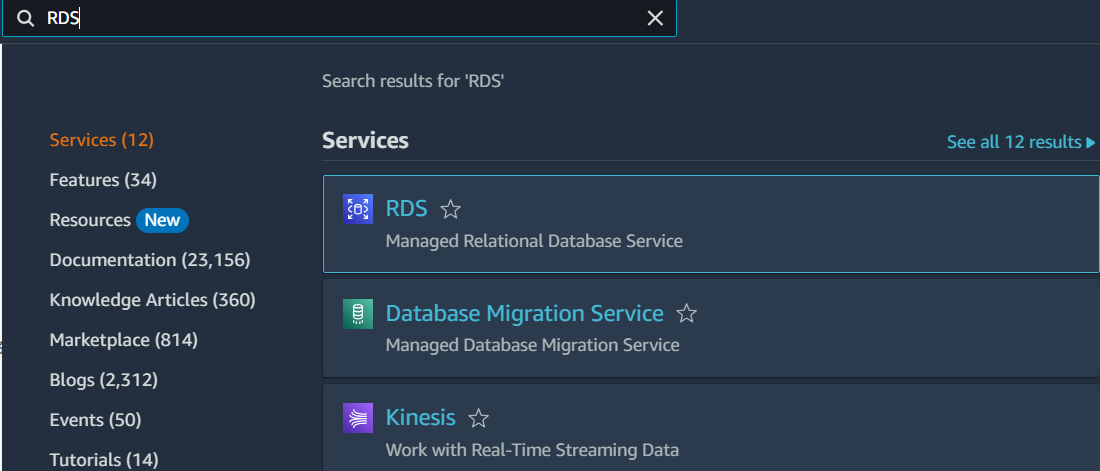 RDS
Search results for 'RDS'
Services (12)
Features (34)
Resources New
Documentation (23,156)
Knowledge Articles (360)
Marketplace (814)
Blogs (2,312)
Events (50)
Tutorials (14)
Services
See all 12 results
RDS
Managed Relational Database Service
Database Migration Service
Managed Database Migration Service
Kinesis
Work with Real-Time Streaming Data